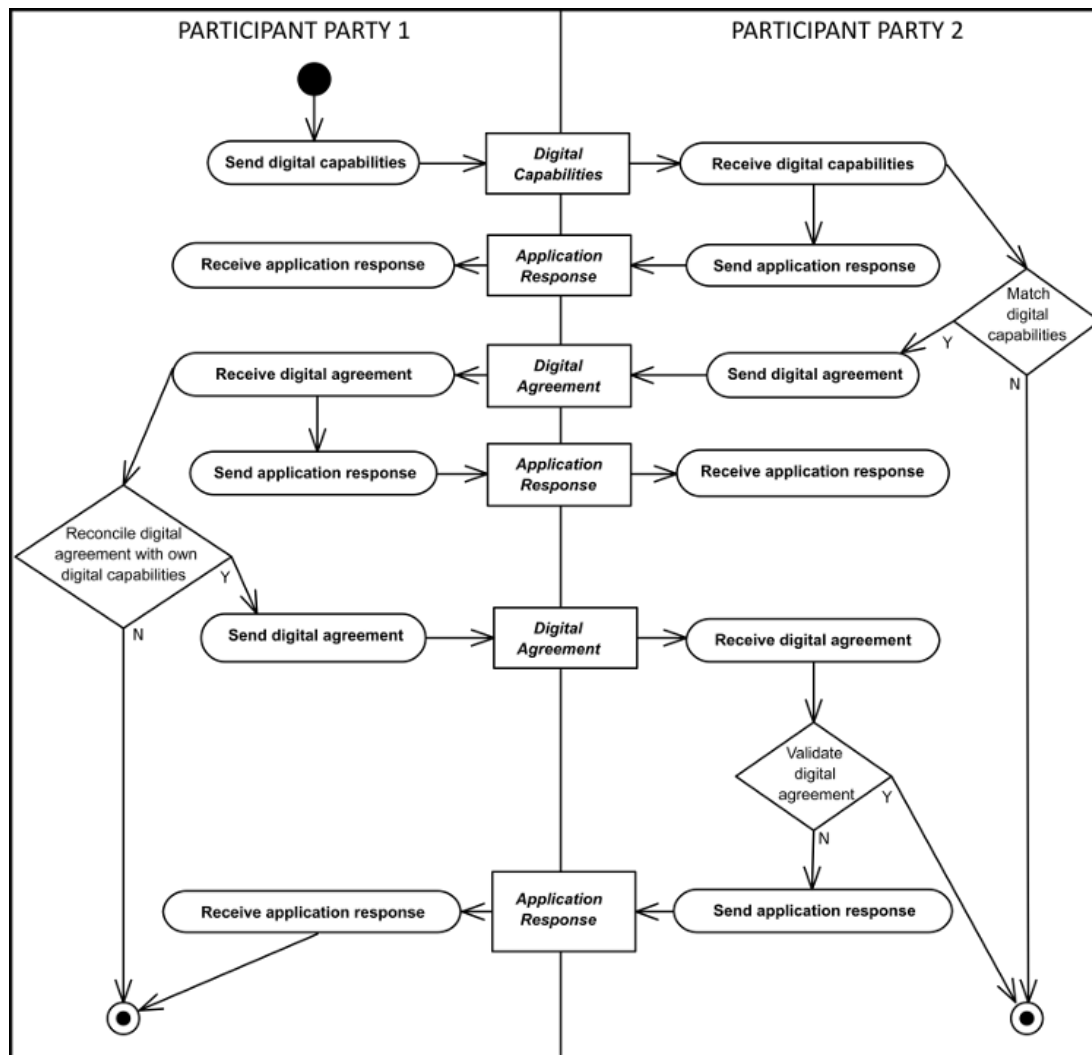 PARTICIPANT PARTY 1
PARTICIPANT PARTY 2
Send digital capabilities
Digital
Capabilities
Receive digital capabilities
Receive application response
Application
Response
Send application response
Match
digital
capabilities
Y
N
Receive digital agreement
Digital
Agreement
Send digital agreement
Send application response
Application
Response
Receive application response
Reconcile digital
agreement with own
digital capabilities
Y
N
Send digital agreement
Digital
Agreement
Receive digital agreement
Validate
digital
agreement
Y
N
Receive application response
Application
Response
Send application response